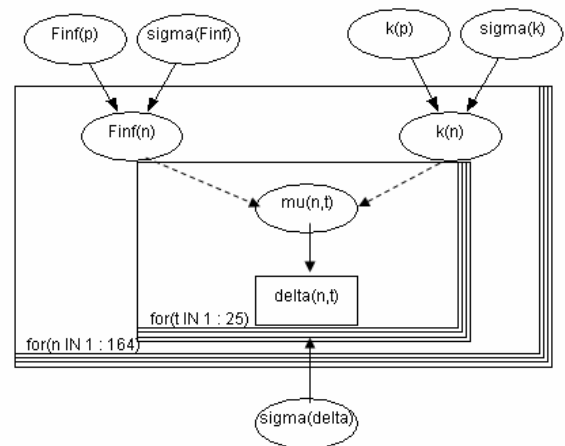 Finf(p)
sigma(Finf)
k(p)
sigma(k)
Finf(n)
k(n)
mu(n,t)
delta(n,t)
for(t IN 1 : 25)
for(n IN 1 : 164)
sigma(delta)